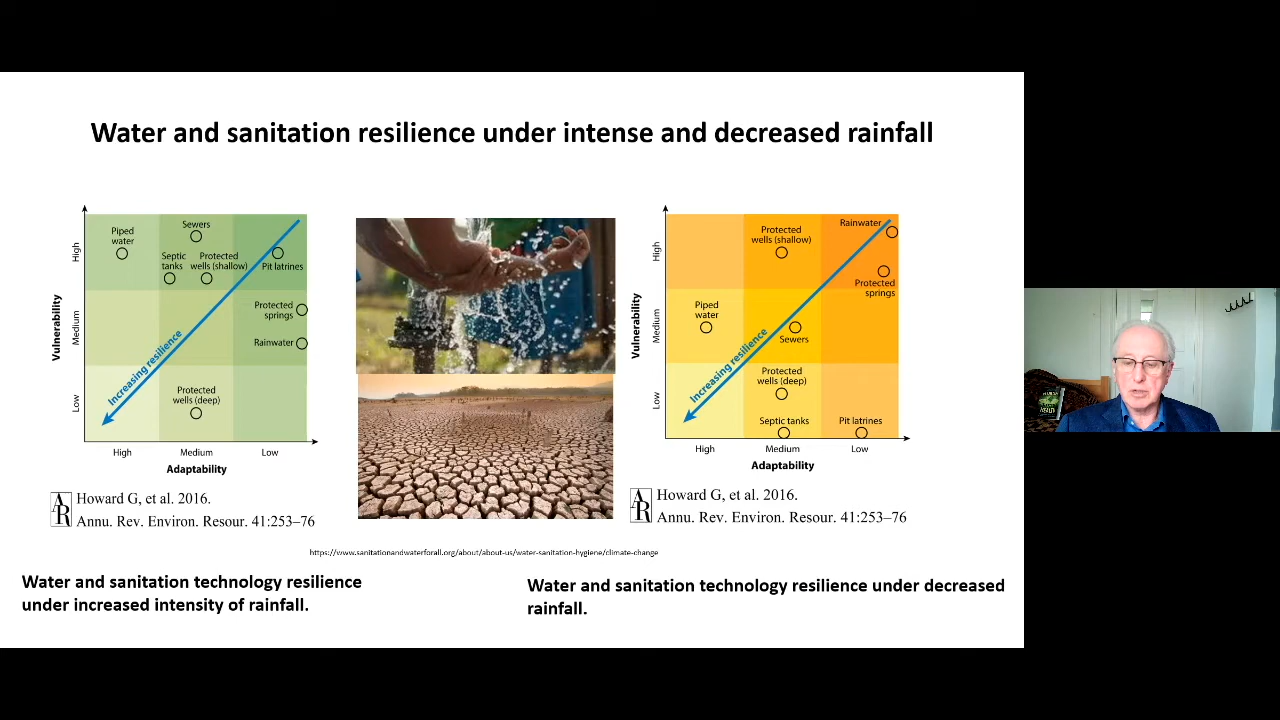 Water and sanitation resilience under intense and decreased rainfall
Vulnerability
High
Medium
Low
Piped
water
Sewers
Septic
tanks
Protected
wells (shallow)
Pit latrines
Protected
springs
Rainwater
Protected
wells (deep)
Increasing resilience
High
Medium
Low
Adaptability
AR
Howard G, et al. 2016.
Annu. Rev. Environ. Resour. 41:253–76
Vulnerability
High
Medium
Low
Protected
wells (shallow)
Rainwater
Protected
springs
Piped
water
Sewers
Protected
wells (deep)
Septic tanks
Pit latrines
Increasing resilience
High
Medium
Low
Adaptability
AR
Howard G, et al. 2016.
Annu. Rev. Environ. Resour. 41:253–76
https://www.sanitationandwaterforall.org/about/about-us/water-sanitation-hygiene/climate-change
Water and sanitation technology resilience
under increased intensity of rainfall.
Water and sanitation technology resilience under decreased
rainfall.